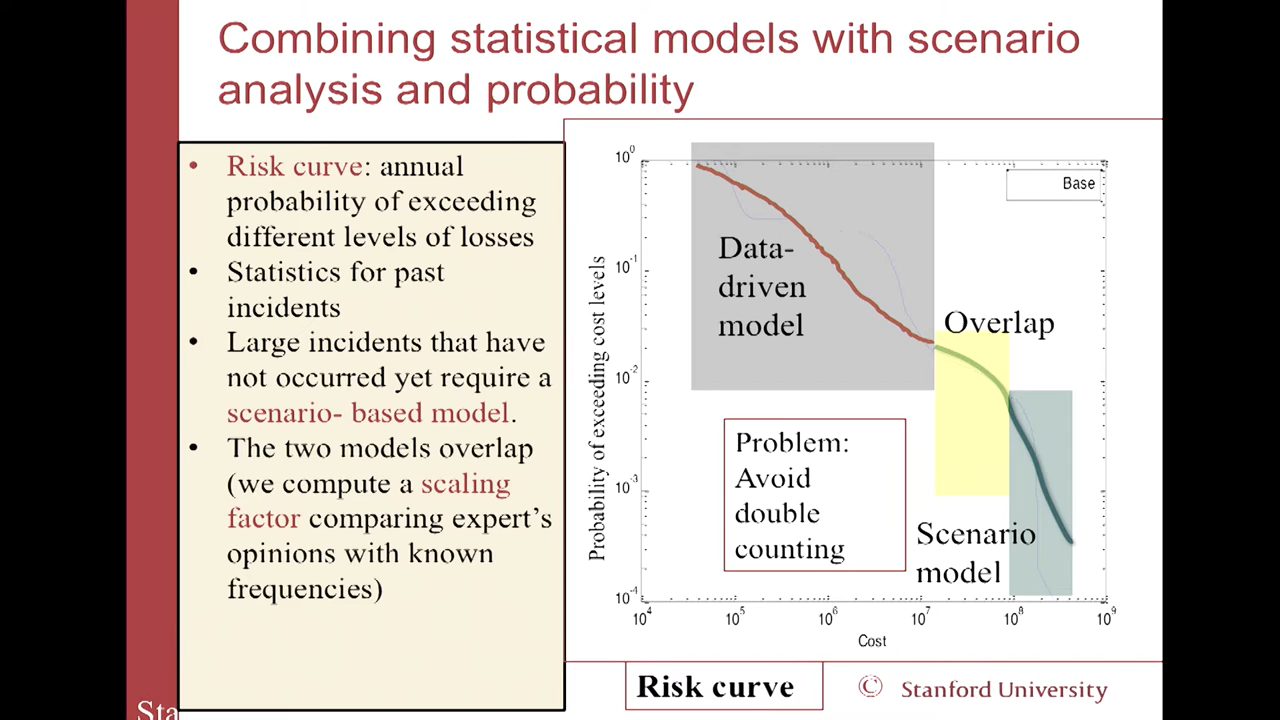 Combining statistical models with scenario
analysis and probability
• Risk curve: annual
probability of exceeding
different levels of losses
• Statistics for past
incidents
• Large incidents that have
not occurred yet require a
scenario- based model.
• The two models overlap
(we compute a scaling
factor comparing expert’s
opinions with known
frequencies)
Probability of exceeding cost levels
10^0
10^-1
10^-2
10^-3
10^-4
Base
Data-
driven
model
Overlap
Problem:
Avoid
double
counting
Scenario
model
10^4 10^5 10^6 10^7 10^8 10^9
Cost
Risk curve
© Stanford University
Sta